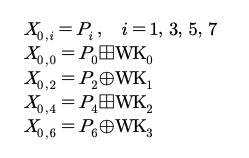 X₀,ᵢ = Pᵢ ,  i = 1, 3, 5, 7
X₀,₀ = P₀⊞WK₀
X₀,₂ = P₂⊕WK₁
X₀,₄ = P₄⊞WK₂
X₀,₆ = P₆⊕WK₃